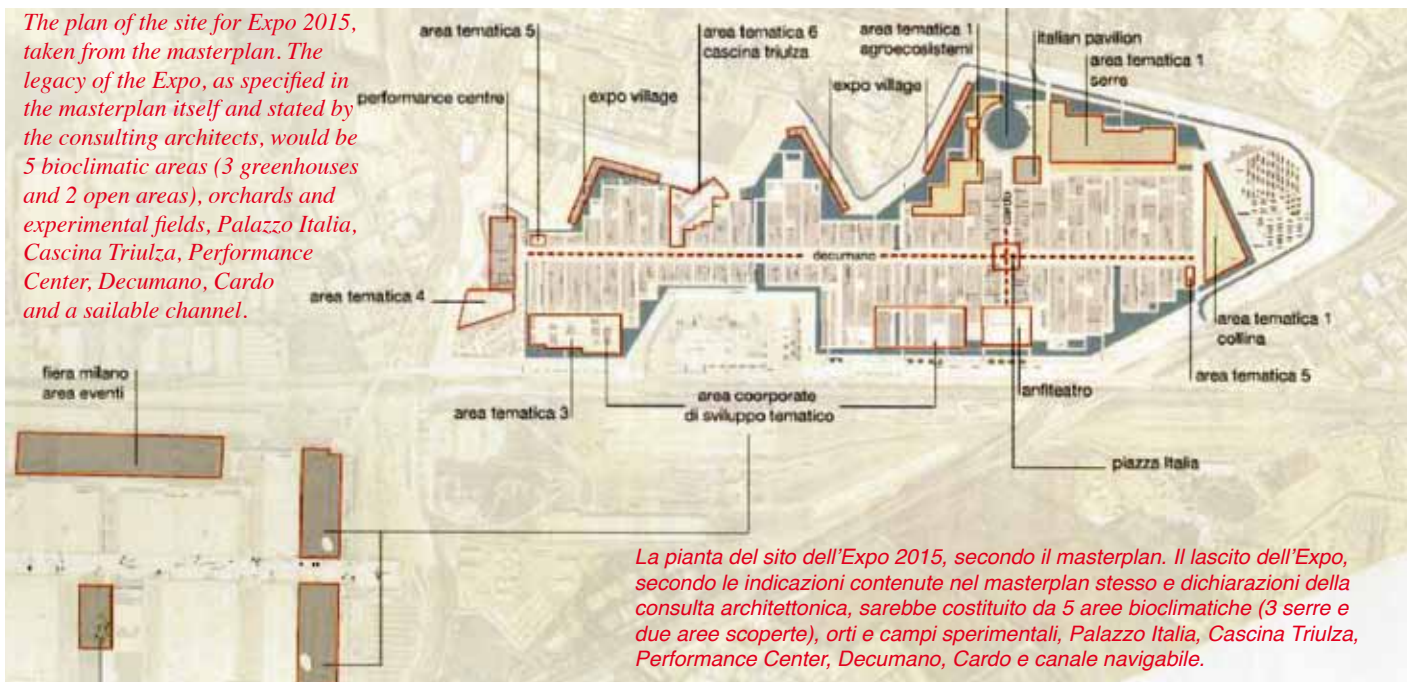 The plan of the site for Expo 2015,
taken from the masterplan. The
legacy of the Expo, as specified in
the masterplan itself and stated by
the consulting architects, would be
5 bioclimatic areas (3 greenhouses
and 2 open areas), orchards and
experimental fields, Palazzo Italia,
Cascina Triulza, Performance
Center, Decumano, Cardo
and a sailable channel.
area tematica 5
area tematica 6
cascina triulza
area tematica 1
agroecosistemi
italian pavilion
area tematica 1
serre
performance centre
expo village
expo village
cardo
decumano
area tematica 4
area tematica 1
collina
area tematica 5
fiera milano
area eventi
area tematica 3
area coorporate
di sviluppo tematico
anfiteatro
piazza Italia
La pianta del sito dell'Expo 2015, secondo il masterplan. Il lascito dell'Expo,
secondo le indicazioni contenute nel masterplan stesso e dichiarazioni della
consulta architettonica, sarebbe costituito da 5 aree bioclimatiche (3 serre e
due aree scoperte), orti e campi sperimentali, Palazzo Italia, Cascina Triulza,
Performance Center, Decumano, Cardo e canale navigabile.